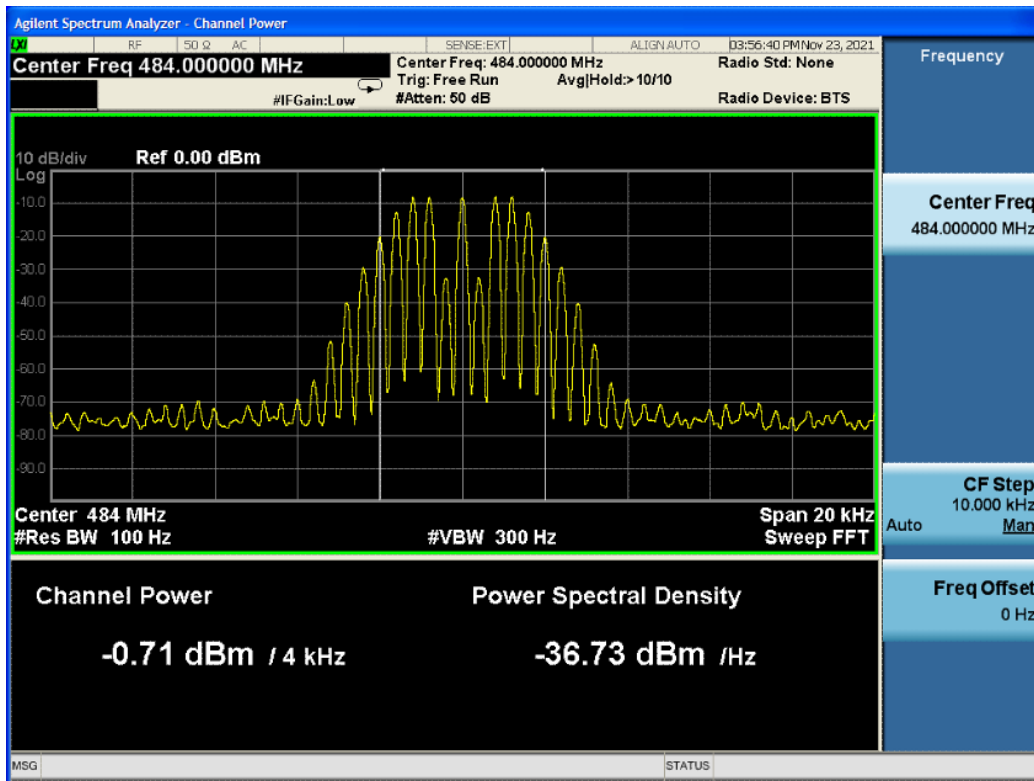 Agilent Spectrum Analyzer - Channel Power
LXI RF 50 Ω AC SENSE:EXT ALIGN AUTO 03:56:40 PM Nov 23, 2021
Center Freq 484.000000 MHz
Center Freq: 484.000000 MHz
Radio Std: None
Trig: Free Run
Avg|Hold:>10/10
#IFGain:Low
#Atten: 50 dB
Radio Device: BTS
10 dB/div
Ref 0.00 dBm
Log
-10.0
-20.0
-30.0
-40.0
-50.0
-60.0
-70.0
-80.0
-90.0
Center 484 MHz
Span 20 kHz
#Res BW 100 Hz
#VBW 300 Hz
Sweep FFT
Channel Power
Power Spectral Density
-0.71 dBm / 4 kHz
-36.73 dBm /Hz
MSG
STATUS
Frequency
Center Freq
484.000000 MHz
CF Step
10.000 kHz
Auto Man
Freq Offset
0 Hz